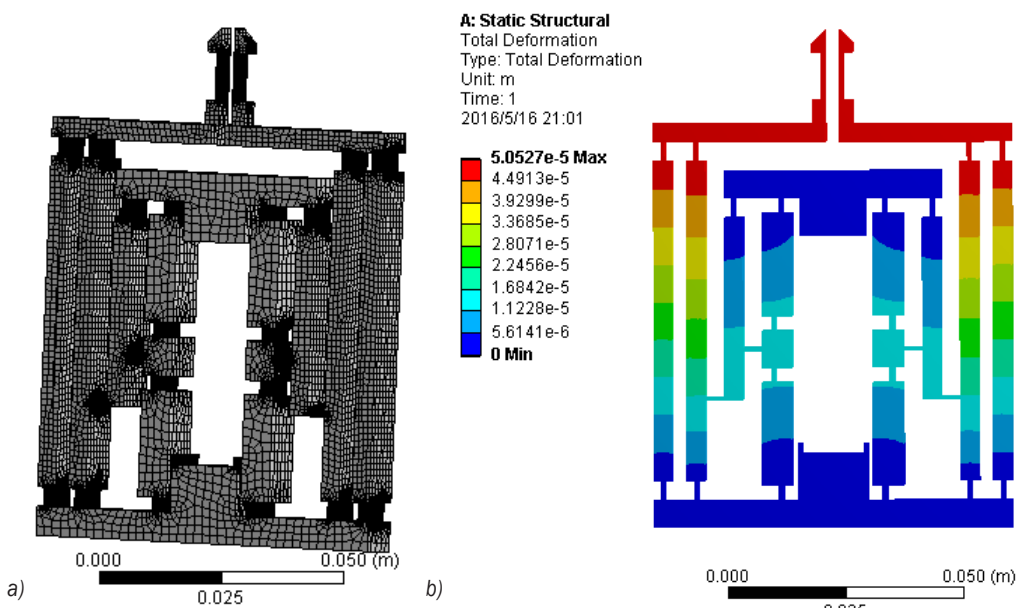 A: Static Structural
Total Deformation
Type: Total Deformation
Unit: m
Time: 1
2016/5/16 21:01
5.0527e-5 Max
4.4913e-5
3.9299e-5
3.3685e-5
2.8071e-5
2.2456e-5
1.6842e-5
1.1228e-5
5.6141e-6
0 Min
0.000 0.050 (m)
0.025
a)
b)
0.000 0.050 (m)